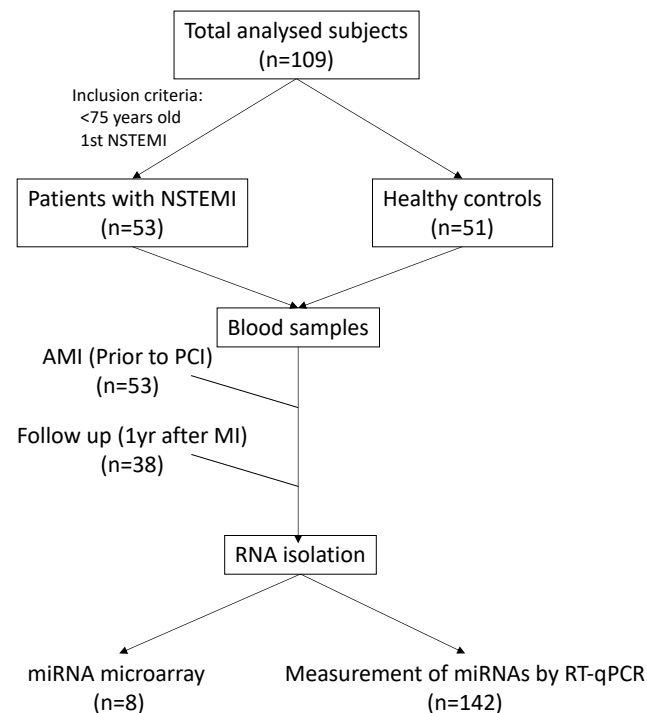 Total analysed subjects
(n=109)
Inclusion criteria:
<75 years old
1st NSTEMI
Patients with NSTEMI
(n=53)
Healthy controls
(n=51)
Blood samples
AMI (Prior to PCI)
(n=53)
Follow up (1yr after MI)
(n=38)
RNA isolation
miRNA microarray
(n=8)
Measurement of miRNAs by RT-qPCR
(n=142)